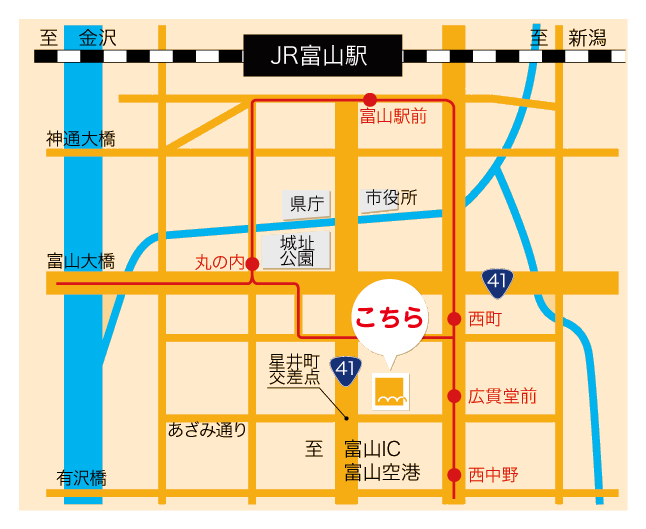 至 金沢
JR富山駅
至 新潟
富山駅前
神通大橋
県庁
市役所
城址
公園
富山大橋
丸の内
41
こちら
西町
星井町
交差点
41
広貫堂前
あざみ通り
至 富山IC
富山空港
有沢橋
西中野